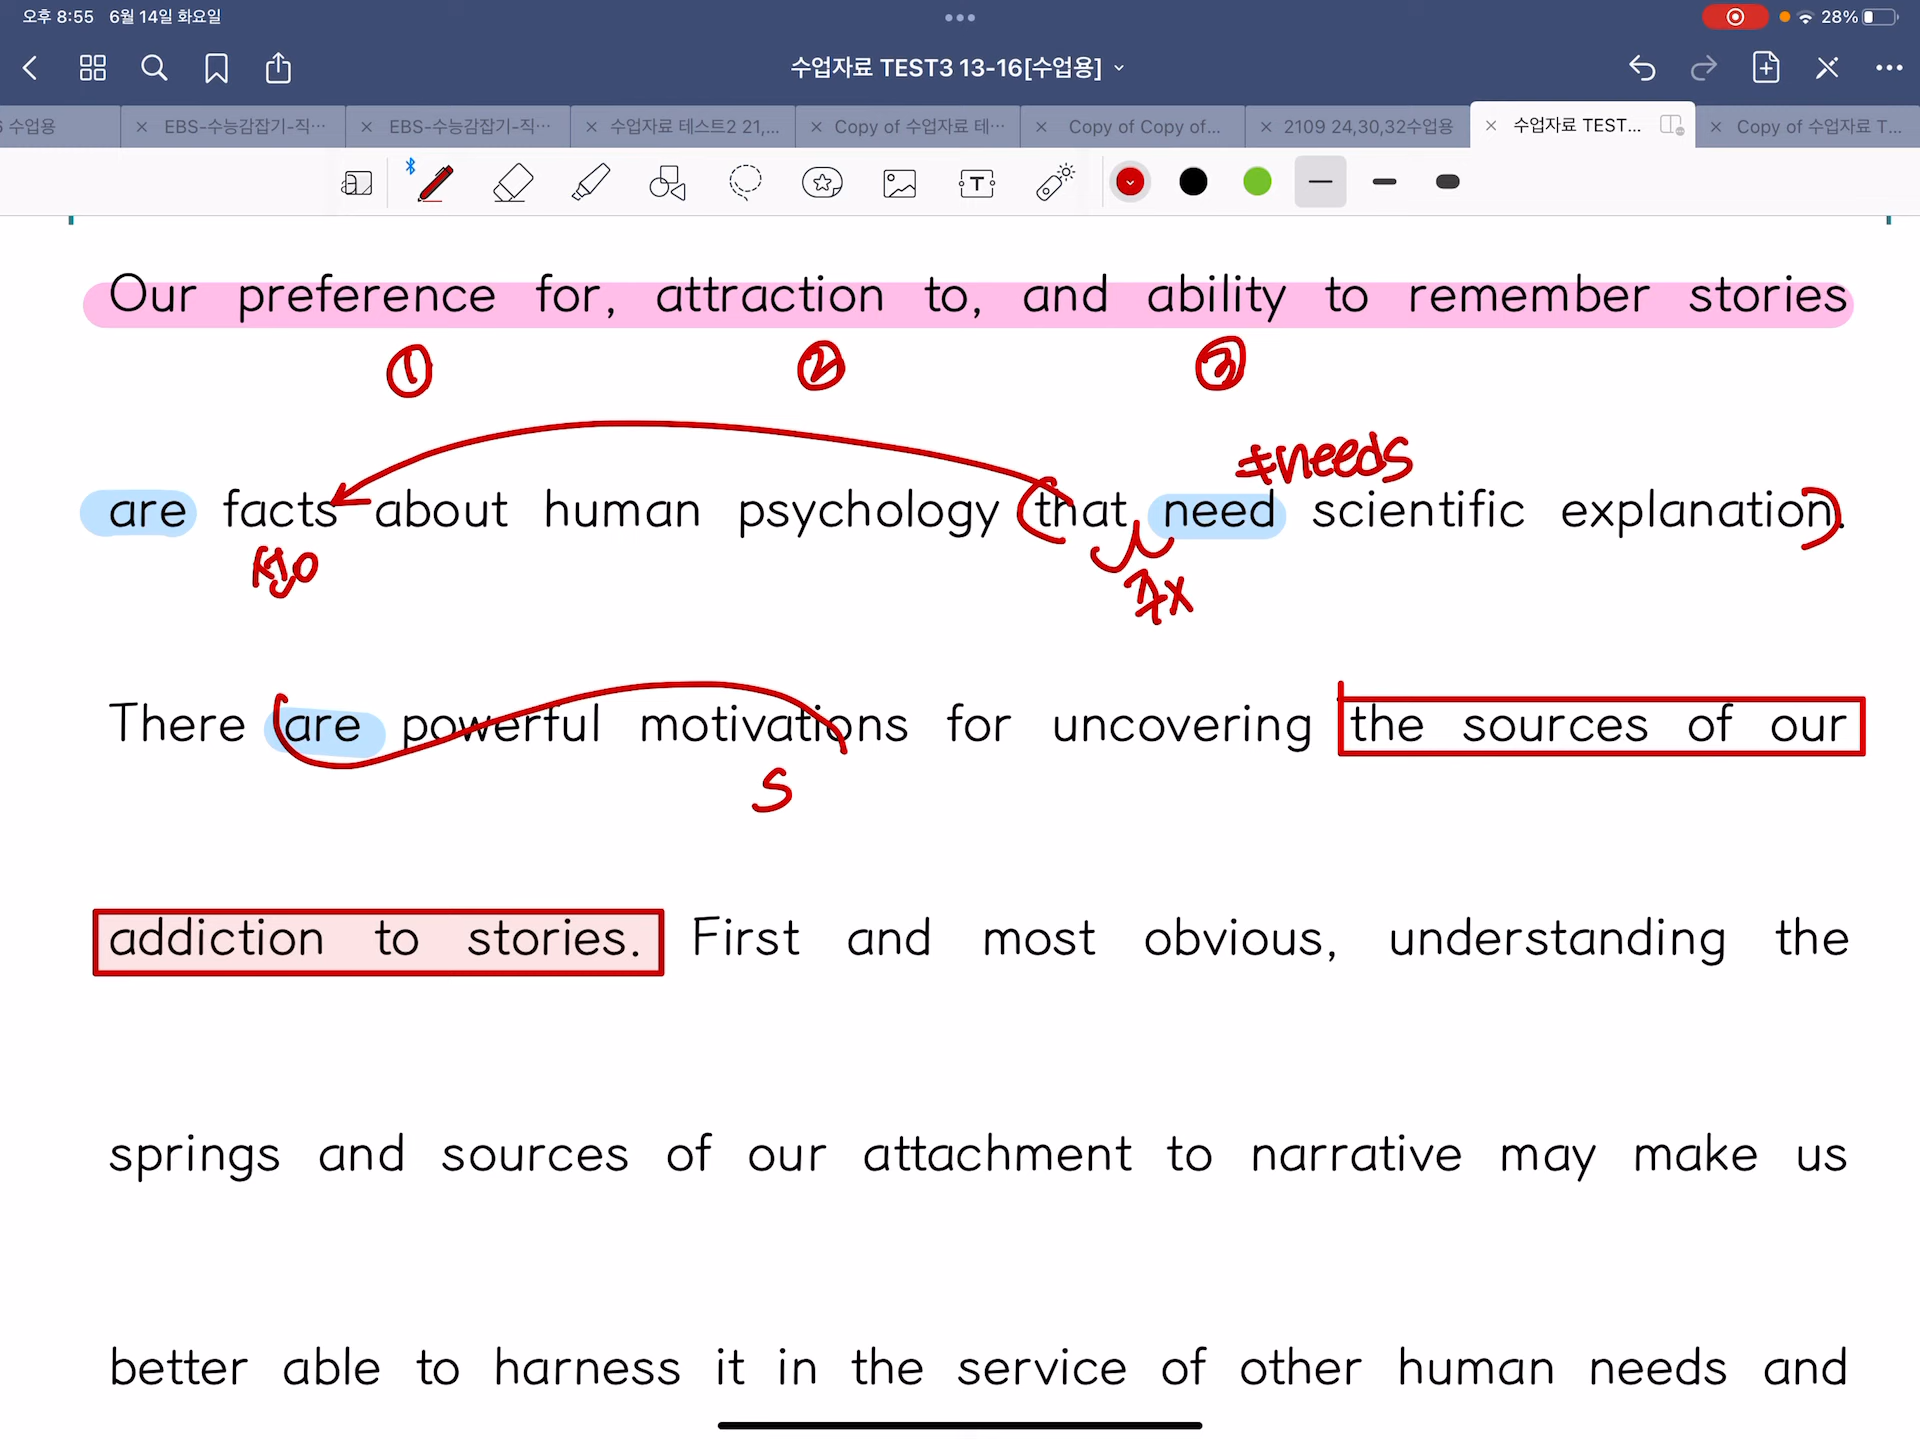 오후 8:55 6월 14일 화요일
28%
수업자료 TEST3 13-16[수업용]
수업용
EBS-수능감잡기-직…
EBS-수능감잡기-직…
수업자료 테스트2 21,...
Copy of 수업자료 테…
Copy of Copy of...
2109 24,30,32수업용
수업자료 TEST...
Copy of 수업자료 T...
Our preference for, attraction to, and ability to remember stories
① ② ③
≠needs
are facts about human psychology (that need scientific explanation).
There are powerful motivations for uncovering the sources of our
S
addiction to stories. First and most obvious, understanding the
springs and sources of our attachment to narrative may make us
better able to harness it in the service of other human needs and